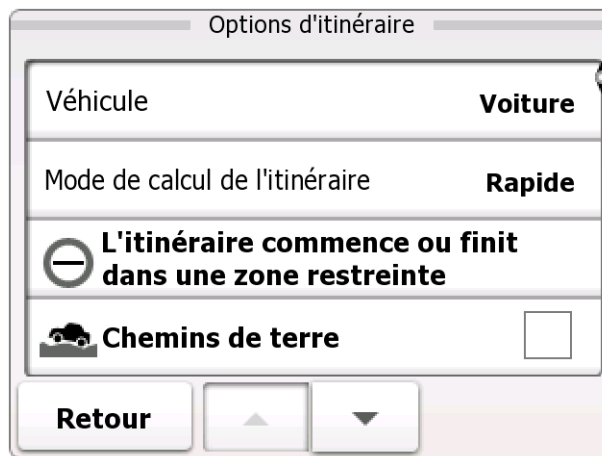 Options d'itinéraire
Véhicule Voiture
Mode de calcul de l'itinéraire Rapide
L'itinéraire commence ou finit
dans une zone restreinte
Chemins de terre
Retour